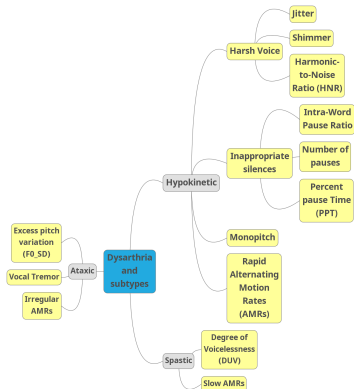 Dysarthria
and
subtypes
Hypokinetic
Harsh Voice
Jitter
Shimmer
Harmonic-
to-Noise
Ratio (HNR)
Inappropriate
silences
Intra-Word
Pause Ratio
Number of
pauses
Percent
pause Time
(PPT)
Monopitch
Rapid
Alternating
Motion
Rates
(AMRs)
Spastic
Degree of
Voicelessness
(DUV)
Slow AMRs
Ataxic
Excess pitch
variation
(F0_SD)
Vocal Tremor
Irregular
AMRs